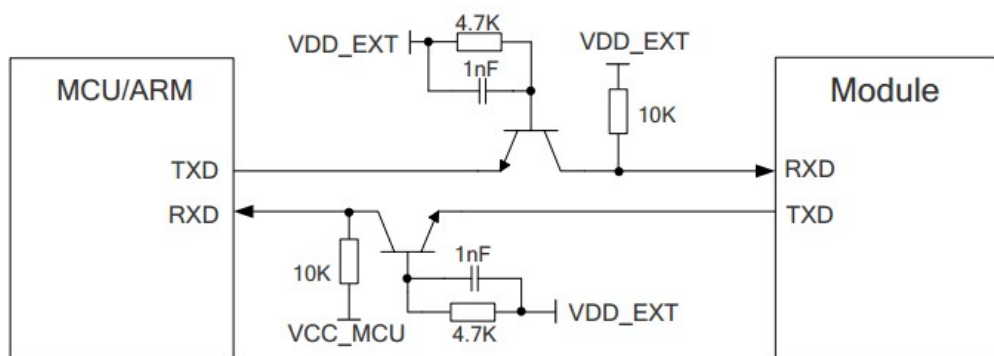 4.7K
VDD_EXT
VDD_EXT
1nF
MCU/ARM
Module
10K
TXD
RXD
RXD
TXD
1nF
10K
VDD_EXT
VCC_MCU
4.7K